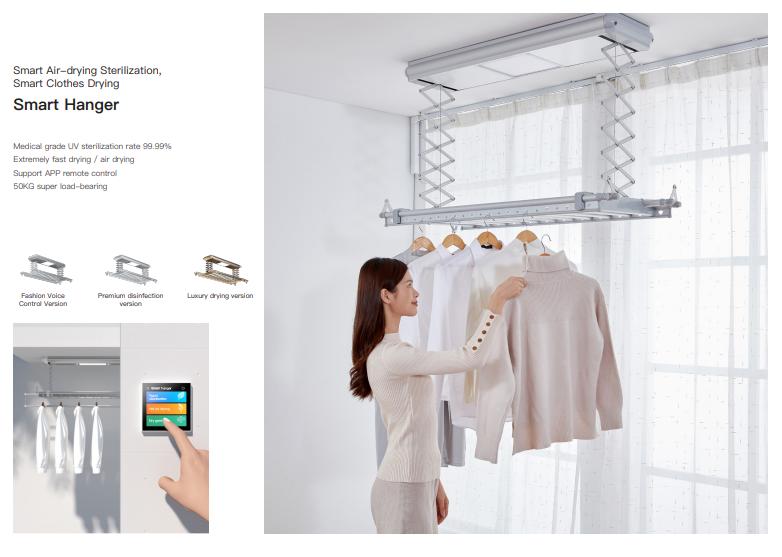 Smart Air-drying Sterilization,
Smart Clothes Drying
Smart Hanger
Medical grade UV sterilization rate 99.99%
Extremely fast drying / air drying
Support APP remote control
50KG super load-bearing
Fashion Voice
Control Version
Premium disinfection
version
Luxury drying version
Smart hanger